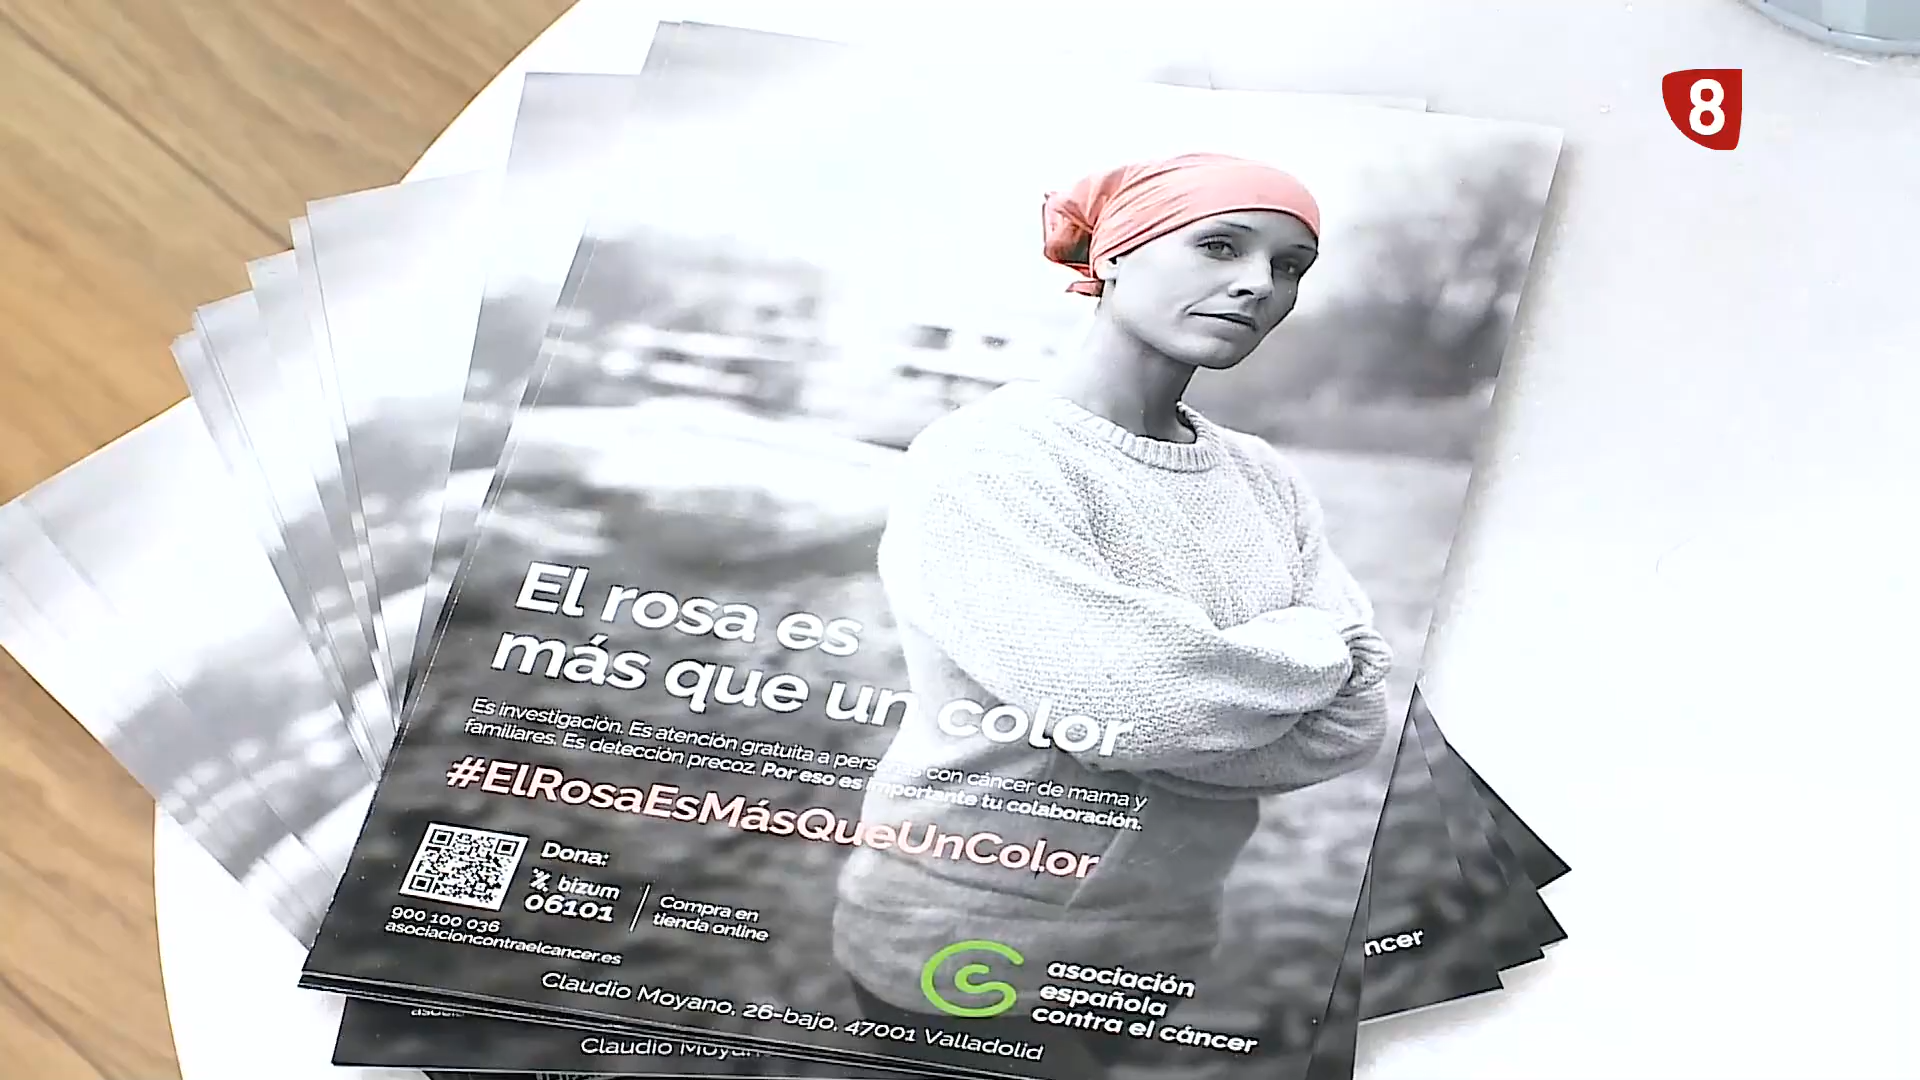 8
El rosa es
más que un color
Es investigación. Es atención gratuita a personas con cáncer de mama y
familiares. Es detección precoz. Por eso es importante tu colaboración.
#ElRosaEsMásQueUnColor
Dona:
bizum
06101
Compra en
tienda online
900 100 036
asociacioncontraelcancer.es
asociación
española
contra el cáncer
Claudio Moyano, 26-bajo, 47001 Valladolid
Claudio Moyan
ncer